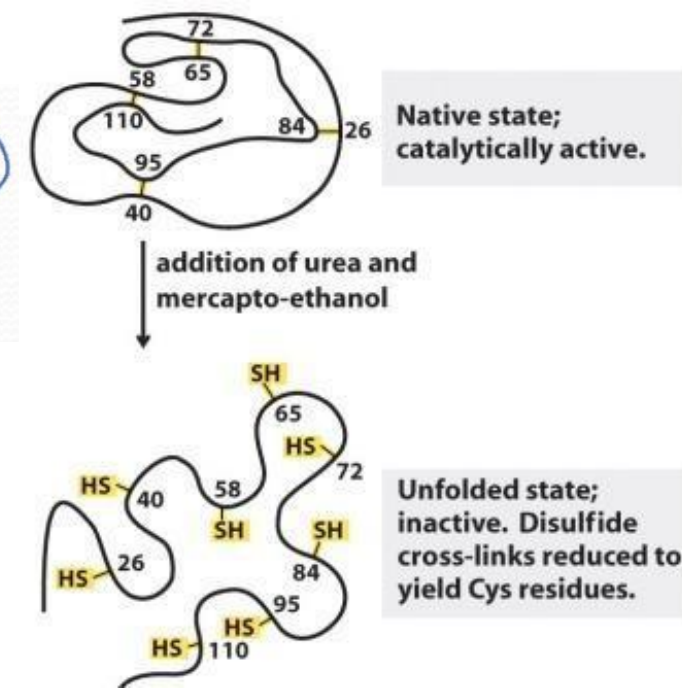 72
65
58
110
84
26
95
40
Native state;
catalytically active.
addition of urea and
mercapto-ethanol
SH
65
HS
72
HS
40
58
SH
SH
84
26
HS
95
HS
HS
110
Unfolded state;
inactive. Disulfide
cross-links reduced to
yield Cys residues.